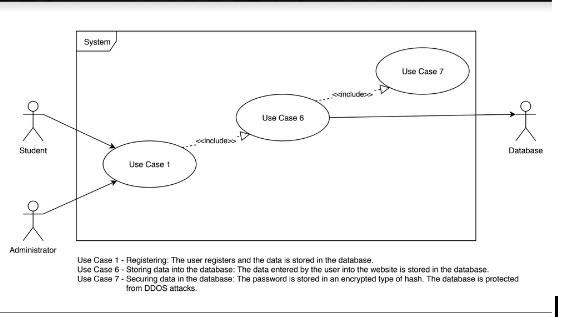 System
Use Case 7
<<include>>
Use Case 6
<<include>>
Student
Database
Use Case 1
Administrator
Use Case 1 - Registering: The user registers and the data is stored in the database.
Use Case 6 - Storing data into the database: The data entered by the user into the website is stored in the database.
Use Case 7 - Securing data in the database: The password is stored in an encrypted type of hash. The database is protected
from DDOS attacks.